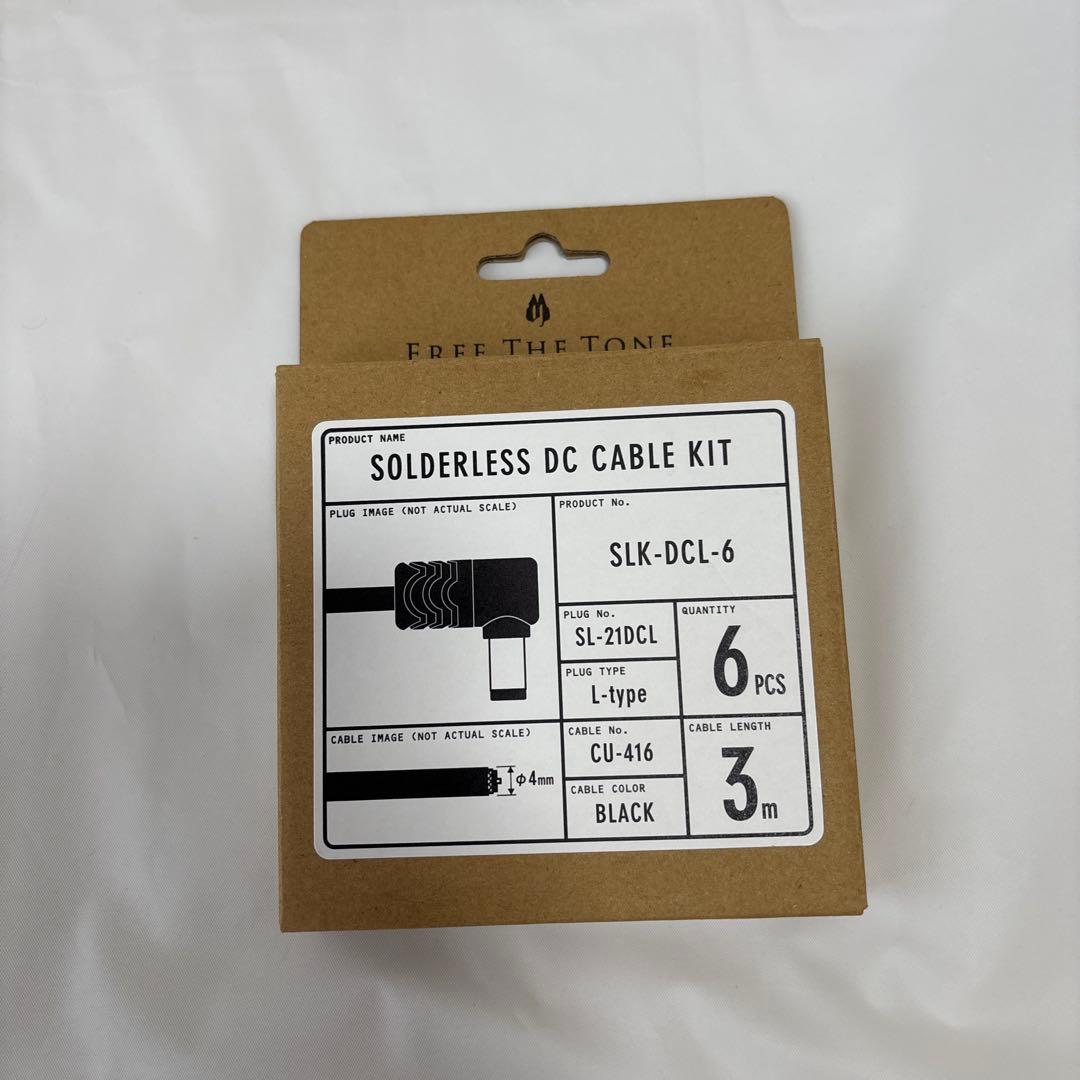 FREE THE TONE
PRODUCT NAME
SOLDERLESS DC CABLE KIT
PLUG IMAGE (NOT ACTUAL SCALE)
PRODUCT No.
SLK-DCL-6
PLUG No.
SL-21DCL
QUANTITY
6 PCS
PLUG TYPE
L-type
CABLE IMAGE (NOT ACTUAL SCALE)
φ4mm
CABLE No.
CU-416
CABLE LENGTH
3m
CABLE COLOR
BLACK